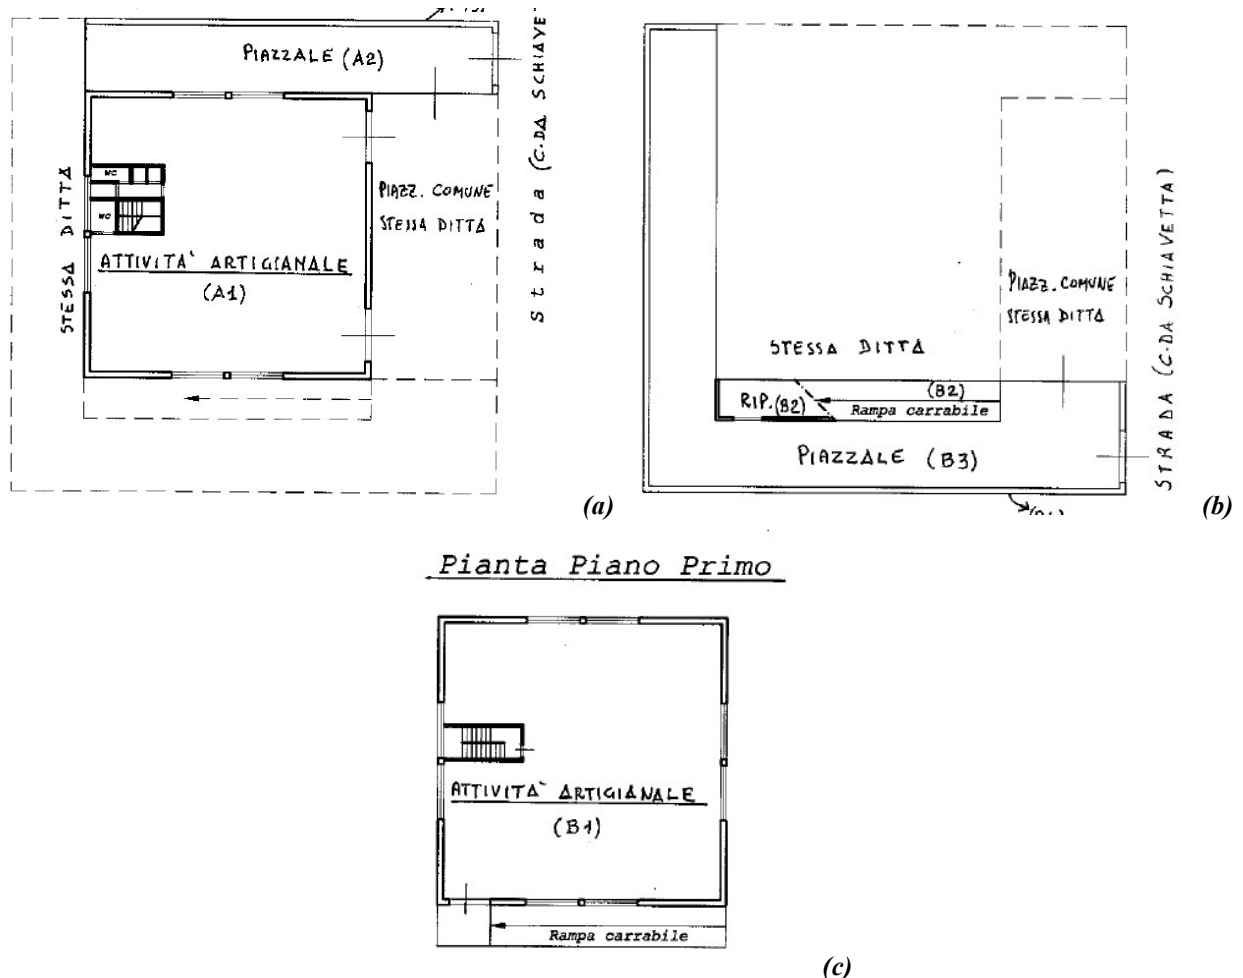 PIAZZALE (A2)
Strada (C.DA SCHIAVE
WC
WC
STESSA DITTA
PIAZZ. COMUNE
STESSA DITTA
ATTIVITA' ARTIGIANALE
(A1)
(a)
PIAZZ. COMUNE
STESSA DITTA
STESSA DITTA
RIP. (B2)
(B2)
Rampa carrabile
PIAZZALE (B3)
STRADA (C.DA SCHIAVETTA)
(b)
Pianta Piano Primo
ATTIVITA' ARTIGIANALE
(B1)
Rampa carrabile
(c)